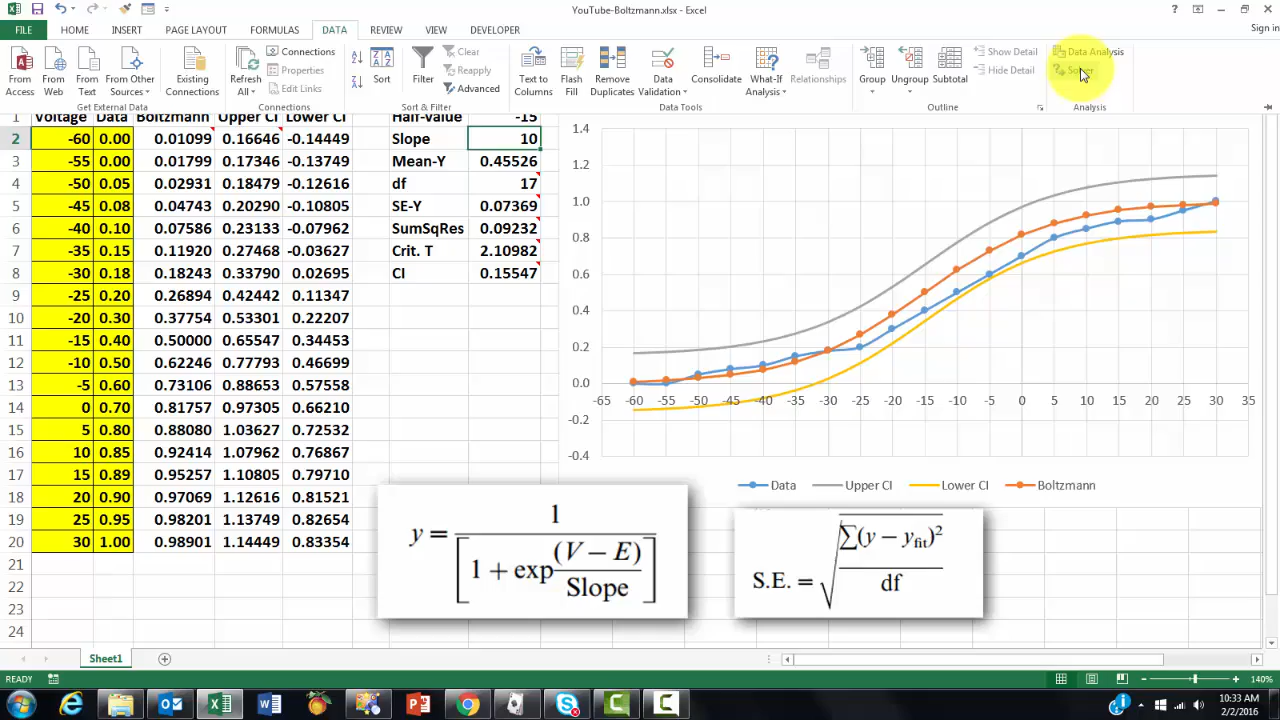 YouTube-Boltzmann.xlsx - Excel
?
FILE HOME INSERT PAGE LAYOUT FORMULAS DATA REVIEW VIEW DEVELOPER Sign in
From Access From Web From Text From Other Sources Existing Connections Refresh All Connections Properties Edit Links Sort Filter Clear Reapply Advanced Text to Columns Flash Fill Remove Duplicates Data Validation Consolidate What-If Analysis Relationships Group Ungroup Subtotal Show Detail Hide Detail Data Analysis Solver
Get External Data Connections Sort & Filter Data Tools Outline Analysis
1 Voltage Data Boltzmann Upper CI Lower CI Half-value -15
2 -60 0.00 0.01099 0.16646 -0.14449 Slope 10
3 -55 0.00 0.01799 0.17346 -0.13749 Mean-Y 0.45526
4 -50 0.05 0.02931 0.18479 -0.12616 df 17
5 -45 0.08 0.04743 0.20290 -0.10805 SE-Y 0.07369
6 -40 0.10 0.07586 0.23133 -0.07962 SumSqRes 0.09232
7 -35 0.15 0.11920 0.27468 -0.03627 Crit. T 2.10982
8 -30 0.18 0.18243 0.33790 0.02695 CI 0.15547
9 -25 0.20 0.26894 0.42442 0.11347
10 -20 0.30 0.37754 0.53301 0.22207
11 -15 0.40 0.50000 0.65547 0.34453
12 -10 0.50 0.62246 0.77793 0.46699
13 -5 0.60 0.73106 0.88653 0.57558
14 0 0.70 0.81757 0.97305 0.66210
15 5 0.80 0.88080 1.03627 0.72532
16 10 0.85 0.92414 1.07962 0.76867
17 15 0.89 0.95257 1.10805 0.79710
18 20 0.90 0.97069 1.12616 0.81521
19 25 0.95 0.98201 1.13749 0.82654
20 30 1.00 0.98901 1.14449 0.83354
21
22
23
24
1.4
1.2
1.0
0.8
0.6
0.4
0.2
0.0
-65 -60 -55 -50 -45 -40 -35 -30 -25 -20 -15 -10 -5 0 5 10 15 20 25 30 35
-0.2
-0.4
Data Upper CI Lower CI Boltzmann
y = 1 / [1 + exp (V − E) / Slope]
S.E. = √ ∑(y − yfit)2 / df
Sheet1
READY 140%
10:33 AM
2/2/2016